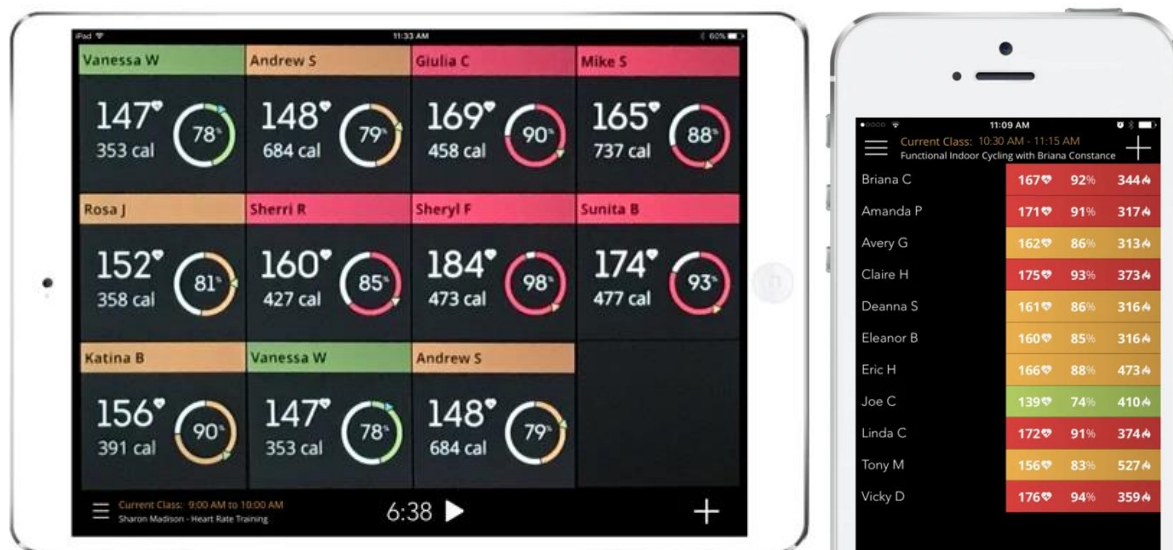 iPad 11:33 AM 60%
Vanessa W Andrew S Giulia C Mike S
147 78% 148 79% 169 90% 165 88%
353 cal 684 cal 458 cal 737 cal
Rosa J Sherri R Sheryl F Sunita B
152 81% 160 85% 184 98% 174 93%
358 cal 427 cal 473 cal 477 cal
Katina B Vanessa W Andrew S
156 90% 147 78% 148 79%
391 cal 353 cal 684 cal
Current Class: 9:00 AM to 10:00 AM
Sharon Madison - Heart Rate Training
6:38
11:09 AM
Current Class: 10:30 AM - 11:15 AM
Functional Indoor Cycling with Briana Constance
Briana C 167 92% 344
Amanda P 171 91% 317
Avery G 162 86% 313
Claire H 175 93% 373
Deanna S 161 86% 316
Eleanor B 160 85% 316
Eric H 166 88% 473
Joe C 139 74% 410
Linda C 172 91% 374
Tony M 156 83% 527
Vicky D 176 94% 359